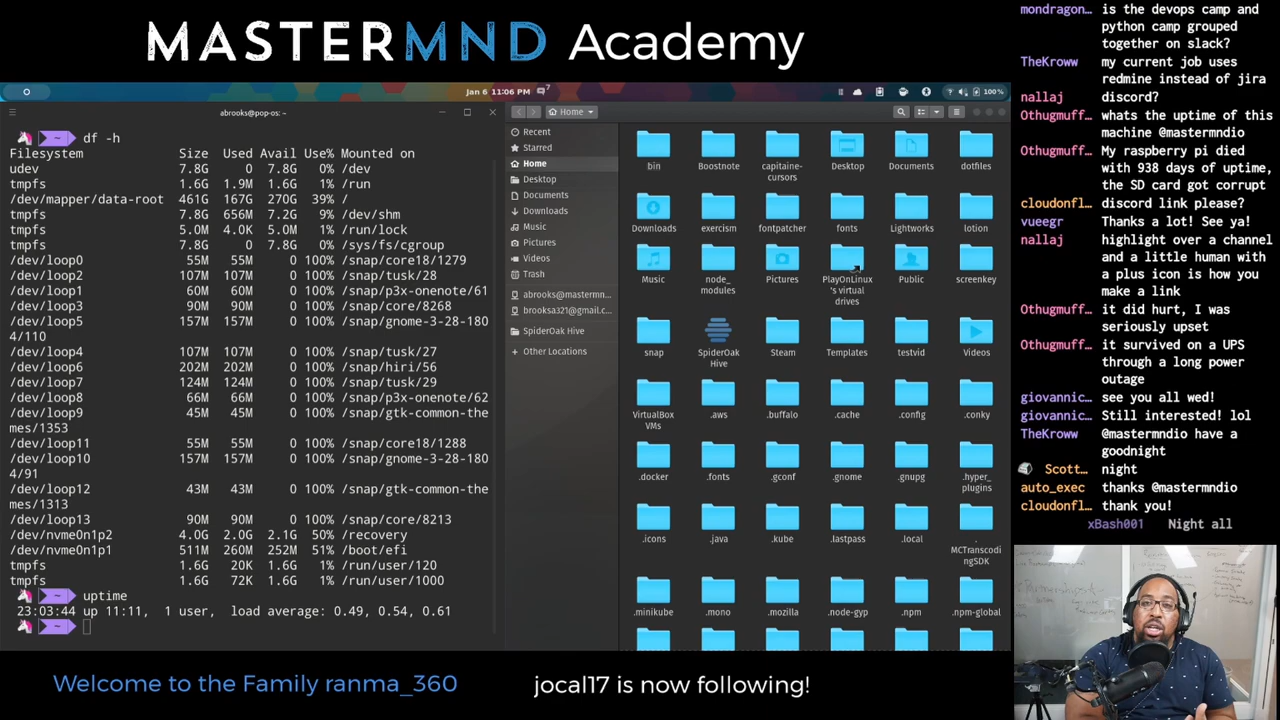 MASTERMND Academy
Jan 6 11:06 PM
100%
abrooks@pop-os: ~
~ df -h
Filesystem Size Used Avail Use% Mounted on
udev 7.8G 0 7.8G 0% /dev
tmpfs 1.6G 1.9M 1.6G 1% /run
/dev/mapper/data-root 461G 167G 270G 39% /
tmpfs 7.8G 656M 7.2G 9% /dev/shm
tmpfs 5.0M 4.0K 5.0M 1% /run/lock
tmpfs 7.8G 0 7.8G 0% /sys/fs/cgroup
/dev/loop0 55M 55M 0 100% /snap/core18/1279
/dev/loop2 107M 107M 0 100% /snap/tusk/28
/dev/loop1 60M 60M 0 100% /snap/p3x-onenote/61
/dev/loop3 90M 90M 0 100% /snap/core/8268
/dev/loop5 157M 157M 0 100% /snap/gnome-3-28-180
4/110
/dev/loop4 107M 107M 0 100% /snap/tusk/27
/dev/loop6 202M 202M 0 100% /snap/hiri/56
/dev/loop7 124M 124M 0 100% /snap/tusk/29
/dev/loop8 66M 66M 0 100% /snap/p3x-onenote/62
/dev/loop9 45M 45M 0 100% /snap/gtk-common-the
mes/1353
/dev/loop11 55M 55M 0 100% /snap/core18/1288
/dev/loop10 157M 157M 0 100% /snap/gnome-3-28-180
4/91
/dev/loop12 43M 43M 0 100% /snap/gtk-common-the
mes/1313
/dev/loop13 90M 90M 0 100% /snap/core/8213
/dev/nvme0n1p2 4.0G 2.0G 2.1G 50% /recovery
/dev/nvme0n1p1 511M 260M 252M 51% /boot/efi
tmpfs 1.6G 20K 1.6G 1% /run/user/120
tmpfs 1.6G 72K 1.6G 1% /run/user/1000
~ uptime
23:03:44 up 11:11, 1 user, load average: 0.49, 0.54, 0.61
~
Home
Recent
Starred
Home
Desktop
Documents
Downloads
Music
Pictures
Videos
Trash
abrooks@mastermn...
brooksa321@gmail.c...
SpiderOak Hive
Other Locations
bin Boostnote capitaine- Desktop Documents dotfiles
cursors
Downloads exercism fontpatcher fonts Lightworks lotion
Music node_ Pictures PlayOnLinux Public screenkey
modules 's virtual
drives
snap SpiderOak Steam Templates testvid Videos
Hive
VirtualBox .aws .buffalo .cache .config .conky
VMs
.docker .fonts .gconf .gnome .gnupg .hyper_
plugins
.icons .java .kube .lastpass .local .
MCTranscod
ingSDK
.minikube .mono .mozilla .node-gyp .npm .npm-global
mondragon... is the devops camp and
python camp grouped
together on slack?
TheKroww my current job uses
redmine instead of jira
nallaj discord?
Othugmuff... whats the uptime of this
machine @mastermndio
Othugmuff... My raspberry pi died
with 938 days of uptime,
the SD card got corrupt
cloudonfl... discord link please?
vueegr Thanks a lot! See ya!
nallaj highlight over a channel
and a little human with
a plus icon is how you
make a link
Othugmuff... it did hurt, I was
seriously upset
Othugmuff... it survived on a UPS
through a long power
outage
giovannic... see you all wed!
giovannic... Still interested! lol
TheKroww @mastermndio have a
goodnight
Scott... night
auto_exec thanks @mastermndio
cloudonfl... thank you!
xBash001 Night all
Welcome to the Family ranma_360
jocal17 is now following!